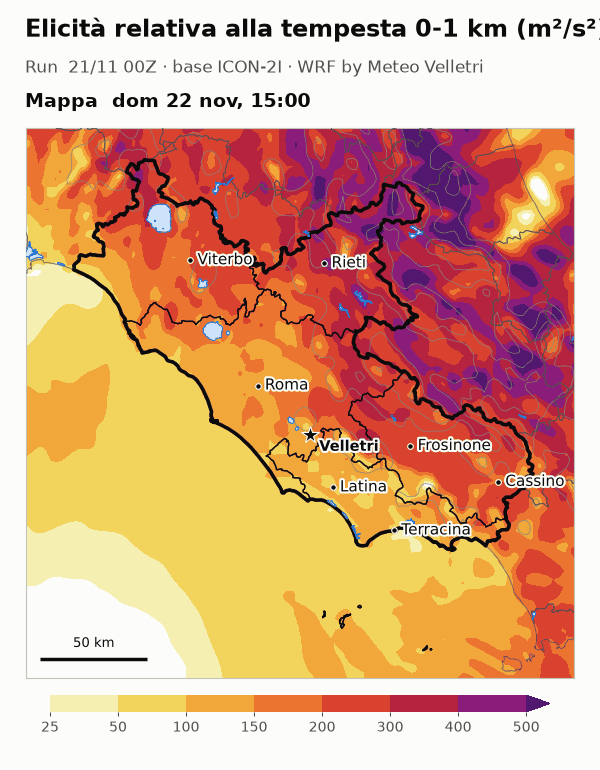 Elicità relativa alla tempesta 0-1 km (m²/s²)
Run 21/11 00Z · base ICON-2I · WRF by Meteo Velletri
Mappa dom 22 nov, 15:00
Viterbo
Rieti
Roma
Velletri
Frosinone
Cassino
Latina
Terracina
50 km
25 50 100 150 200 300 400 500